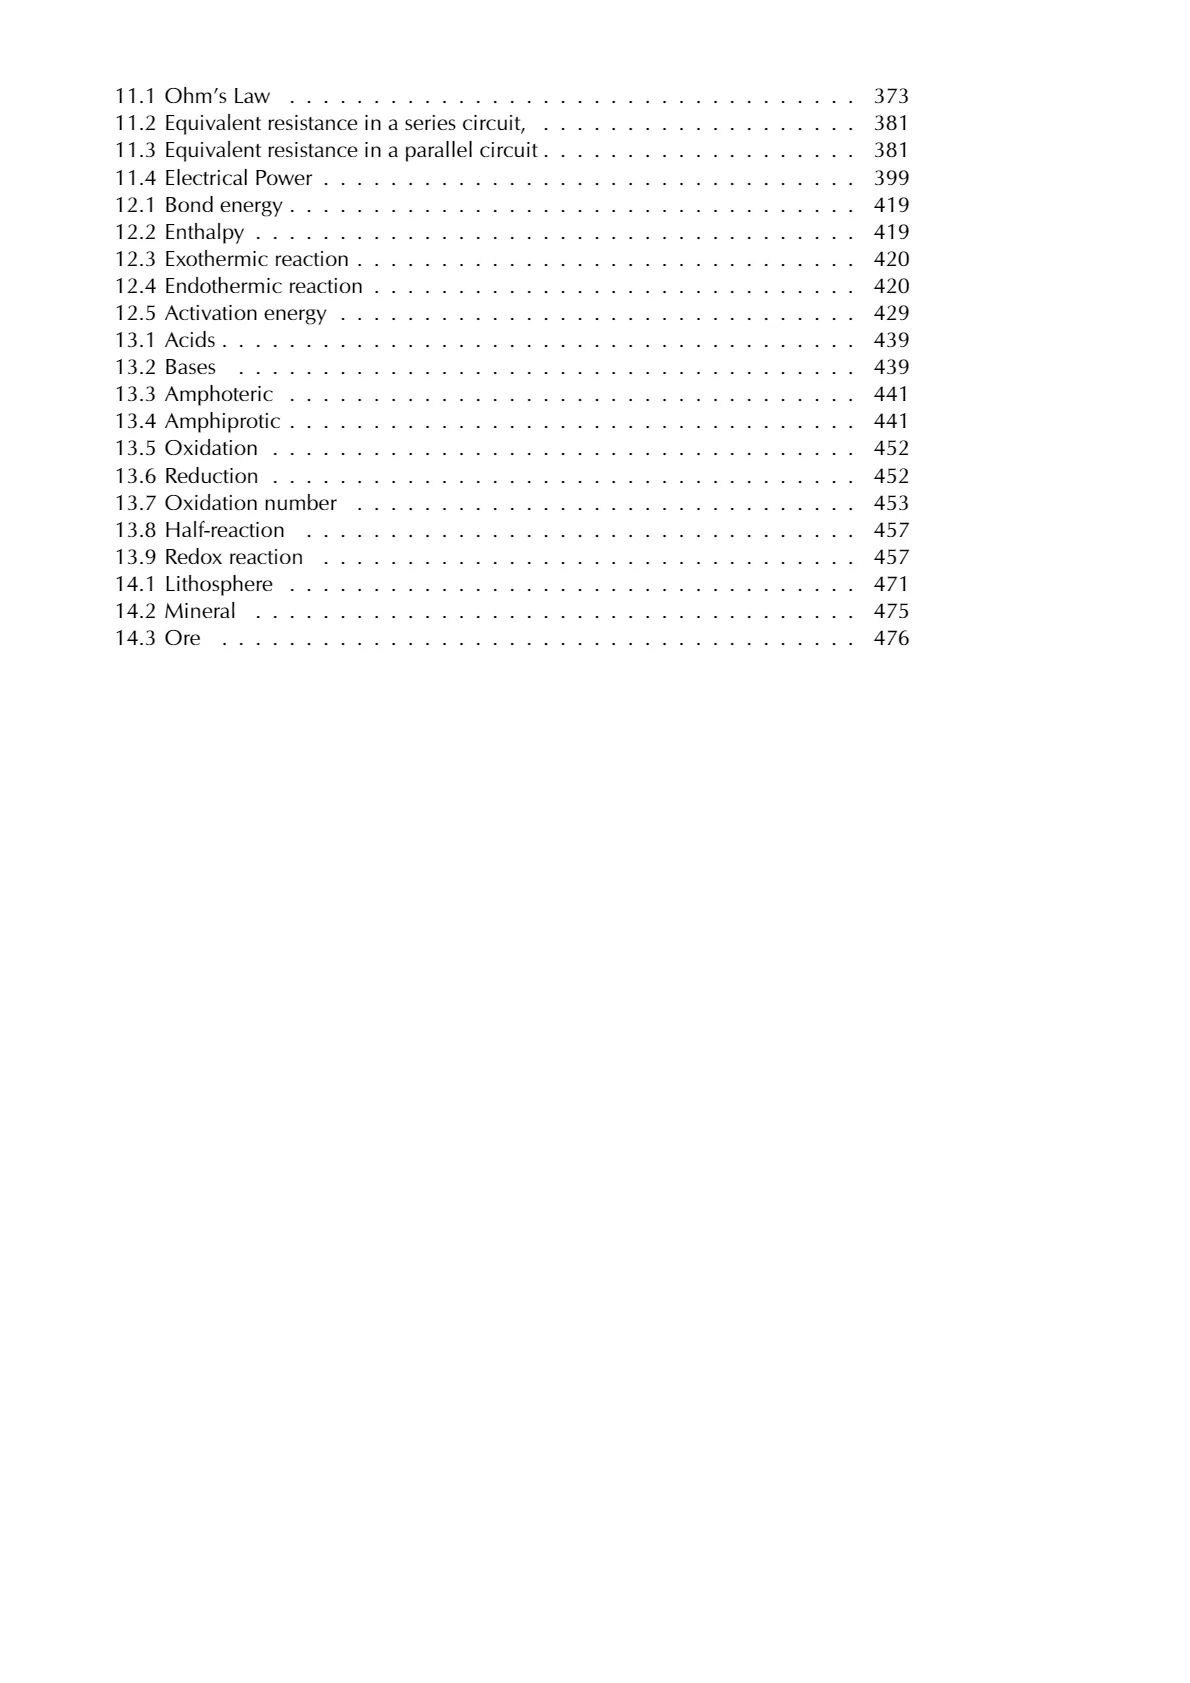 11.1 Ohm’s Law . . . . . . . . . . . . . . . . . . . . . . . . . . . . . . . . . . 373
11.2 Equivalent resistance in a series circuit, . . . . . . . . . . . . . . . . . . . 381
11.3 Equivalent resistance in a parallel circuit . . . . . . . . . . . . . . . . . . . 381
11.4 Electrical Power . . . . . . . . . . . . . . . . . . . . . . . . . . . . . . . . 399
12.1 Bond energy . . . . . . . . . . . . . . . . . . . . . . . . . . . . . . . . . . 419
12.2 Enthalpy . . . . . . . . . . . . . . . . . . . . . . . . . . . . . . . . . . . . 419
12.3 Exothermic reaction . . . . . . . . . . . . . . . . . . . . . . . . . . . . . . 420
12.4 Endothermic reaction . . . . . . . . . . . . . . . . . . . . . . . . . . . . . 420
12.5 Activation energy . . . . . . . . . . . . . . . . . . . . . . . . . . . . . . . 429
13.1 Acids . . . . . . . . . . . . . . . . . . . . . . . . . . . . . . . . . . . . . . 439
13.2 Bases . . . . . . . . . . . . . . . . . . . . . . . . . . . . . . . . . . . . . 439
13.3 Amphoteric . . . . . . . . . . . . . . . . . . . . . . . . . . . . . . . . . . 441
13.4 Amphiprotic . . . . . . . . . . . . . . . . . . . . . . . . . . . . . . . . . . 441
13.5 Oxidation . . . . . . . . . . . . . . . . . . . . . . . . . . . . . . . . . . . 452
13.6 Reduction . . . . . . . . . . . . . . . . . . . . . . . . . . . . . . . . . . . 452
13.7 Oxidation number . . . . . . . . . . . . . . . . . . . . . . . . . . . . . . 453
13.8 Half-reaction . . . . . . . . . . . . . . . . . . . . . . . . . . . . . . . . . 457
13.9 Redox reaction . . . . . . . . . . . . . . . . . . . . . . . . . . . . . . . . 457
14.1 Lithosphere . . . . . . . . . . . . . . . . . . . . . . . . . . . . . . . . . . 471
14.2 Mineral . . . . . . . . . . . . . . . . . . . . . . . . . . . . . . . . . . . . 475
14.3 Ore . . . . . . . . . . . . . . . . . . . . . . . . . . . . . . . . . . . . . . 476